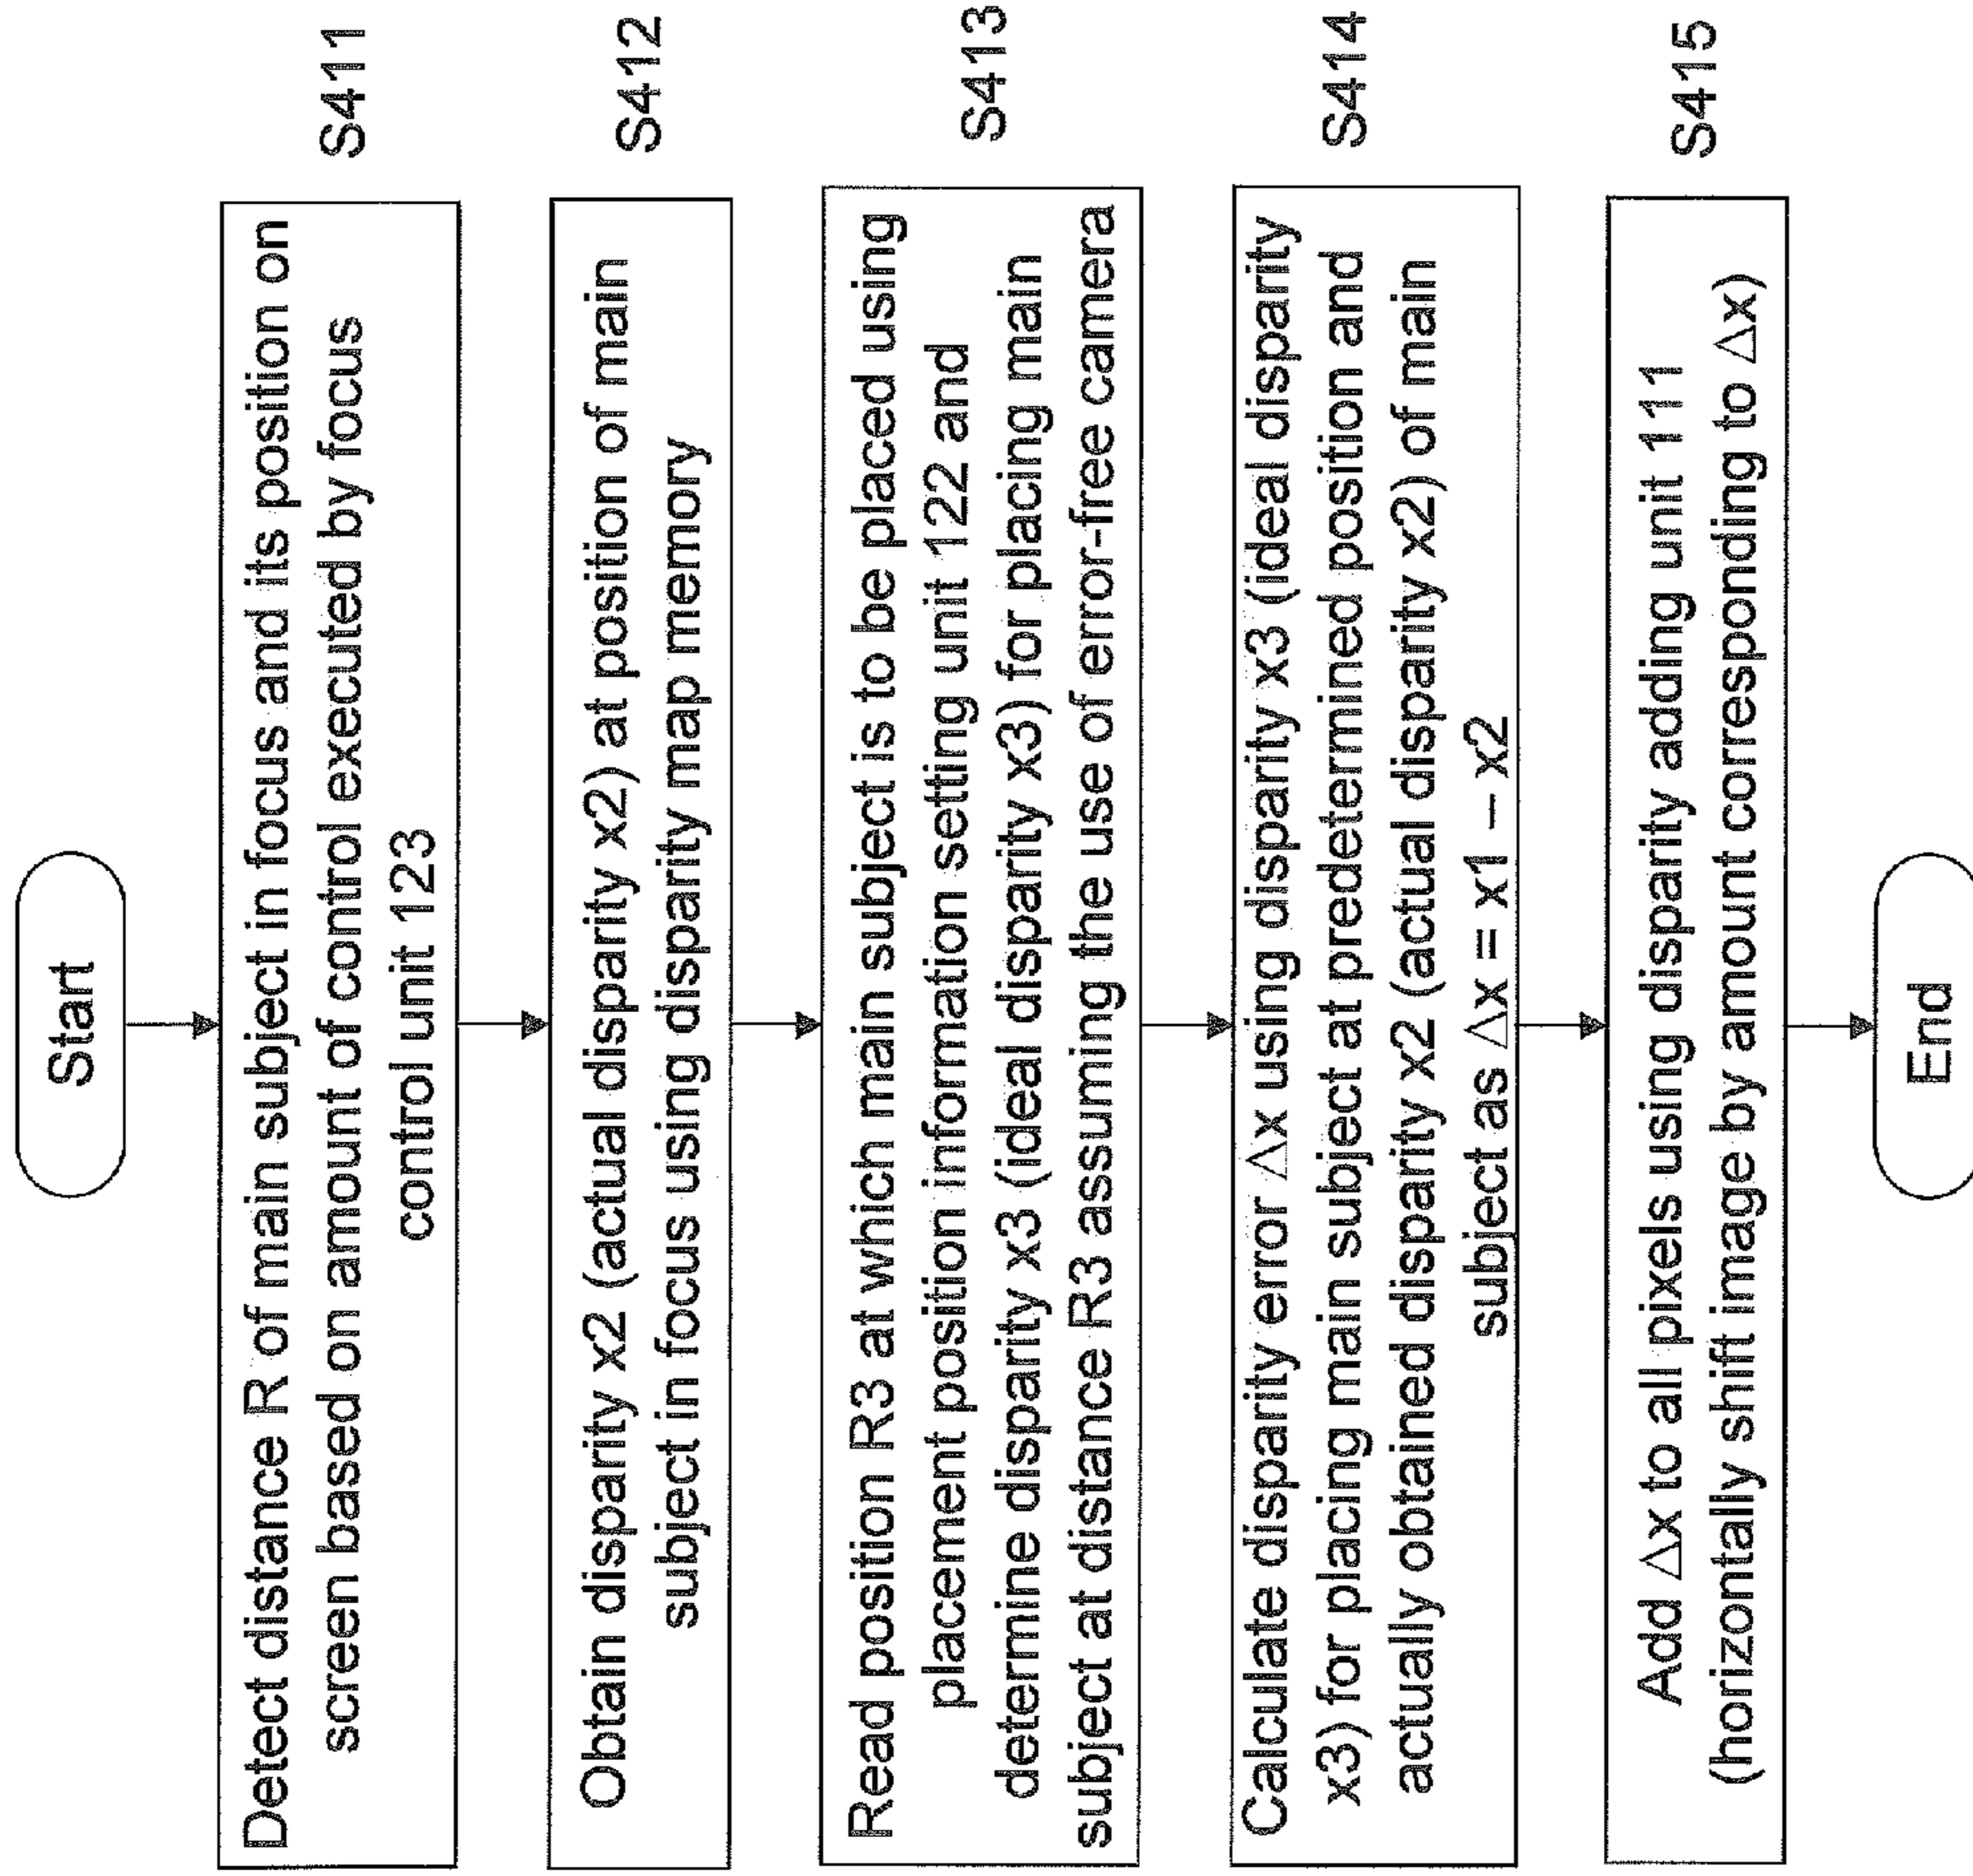 Start
Detect distance R of main subject in focus and its position on
screen based on amount of control executed by focus
control unit 123
S411
Obtain disparity x2 (actual disparity x2) at position of main
subject in focus using disparity map memory
S412
Read position R3 at which main subject is to be placed using
placement position information setting unit 122 and
determine disparity x3 (ideal disparity x3) for placing main
subject at distance R3 assuming the use of error-free camera
S413
Calculate disparity error △x using disparity x3 (ideal disparity
x3) for placing main subject at predetermined position and
actually obtained disparity x2 (actual disparity x2) of main
subject as △x = x1 – x2
S414
Add △x to all pixels using disparity adding unit 111
(horizontally shift image by amount corresponding to △x)
S415
End